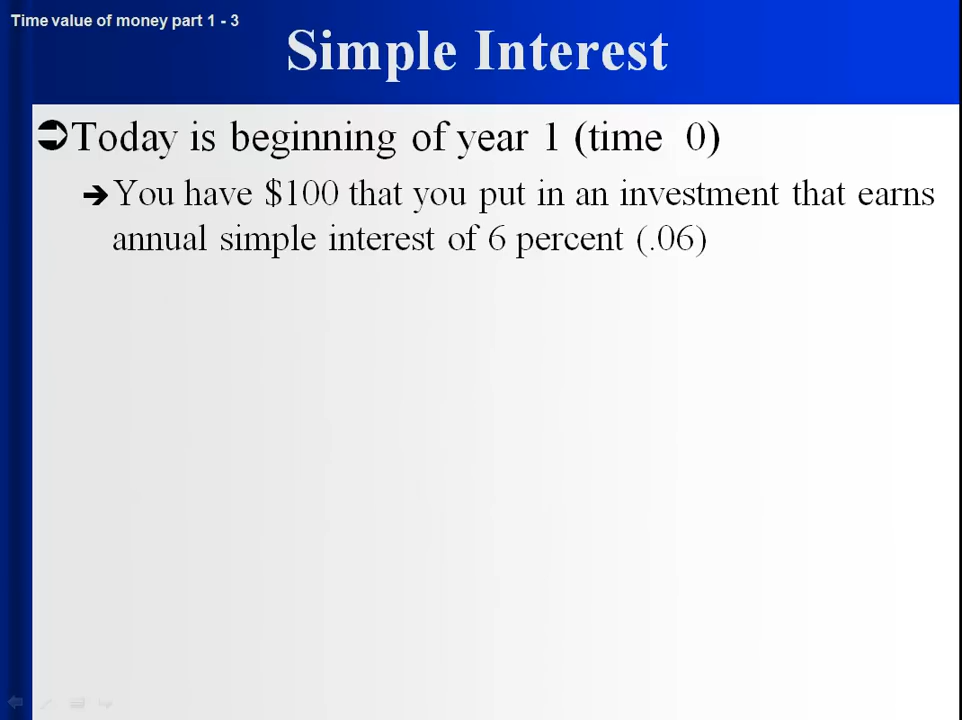 Time value of money part 1 - 3
Simple Interest
Today is beginning of year 1 (time 0)
You have $100 that you put in an investment that earns
annual simple interest of 6 percent (.06)